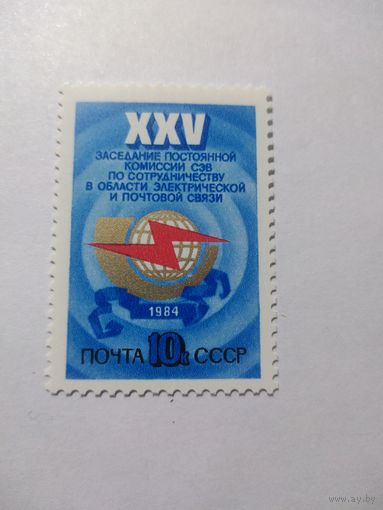 XXV
ЗАСЕДАНИЕ ПОСТОЯННОЙ
КОМИССИИ СЭВ
ПО СОТРУДНИЧЕСТВУ
В ОБЛАСТИ ЭЛЕКТРИЧЕСКОЙ
И ПОЧТОВОЙ СВЯЗИ
1984
ПОЧТА 10к СССР
www.ay.by